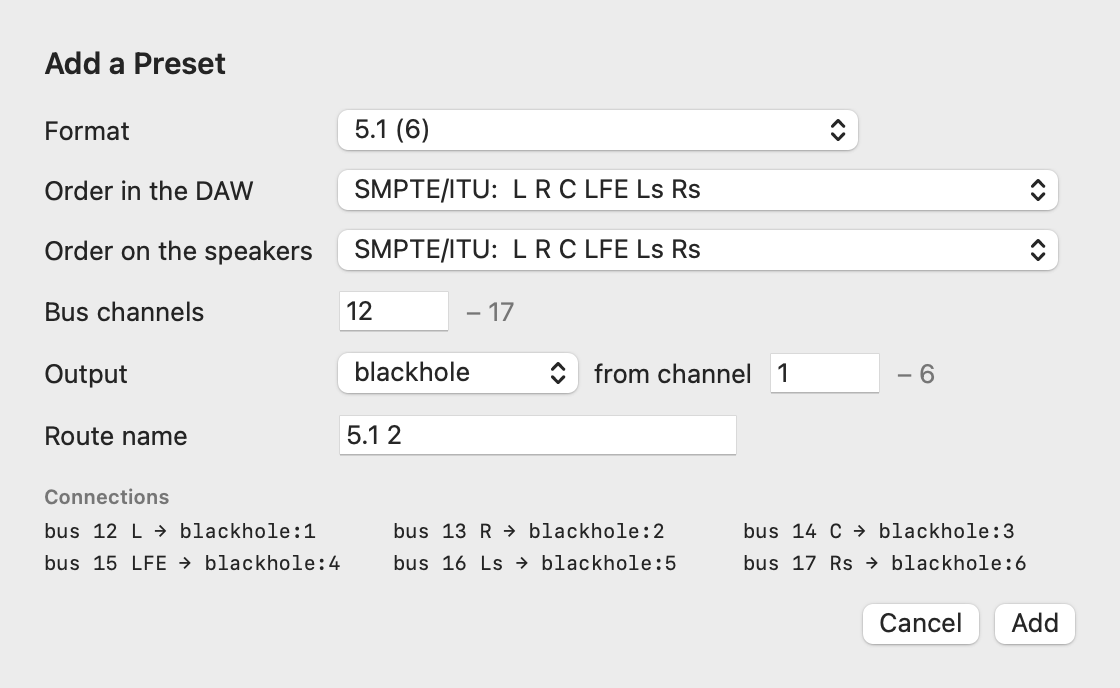 Add a Preset
Format 5.1 (6)
Order in the DAW SMPTE/ITU: L R C LFE Ls Rs
Order on the speakers SMPTE/ITU: L R C LFE Ls Rs
Bus channels 12 – 17
Output blackhole from channel 1 – 6
Route name 5.1 2
Connections
bus 12 L → blackhole:1 bus 13 R → blackhole:2 bus 14 C → blackhole:3
bus 15 LFE → blackhole:4 bus 16 Ls → blackhole:5 bus 17 Rs → blackhole:6
Cancel Add